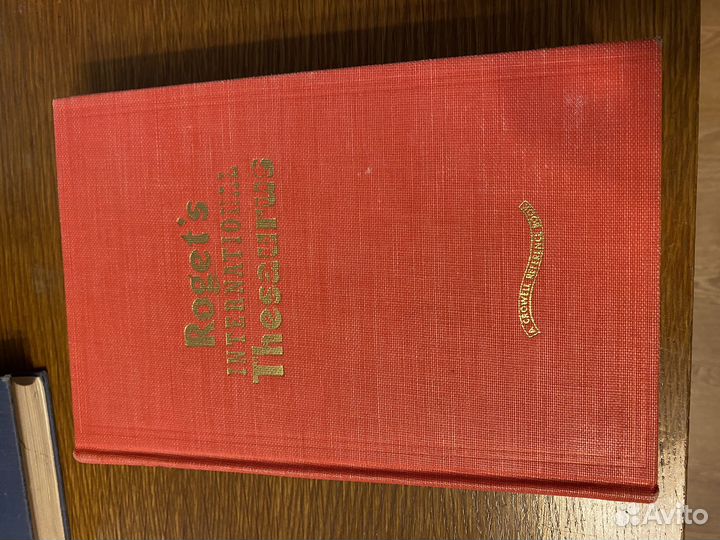 Roget's
INTERNATIONAL
Thesaurus
A CROWELL REFERENCE BOOK
Avito